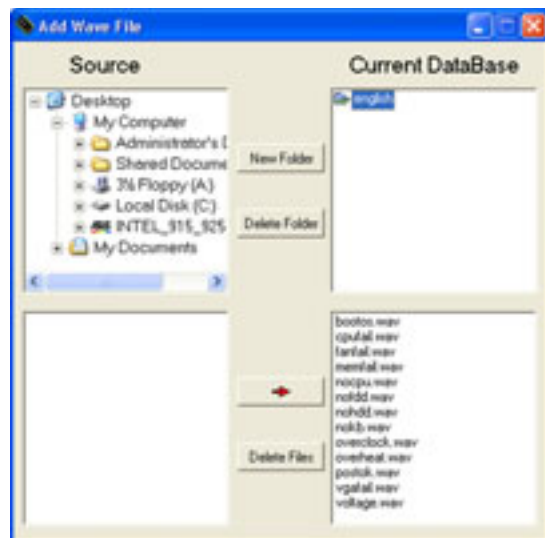 Add Wave File
Source
Current DataBase
Desktop
My Computer
Administrator's D
Shared Docume
3½ Floppy (A:)
Local Disk (C:)
INTEL_915_925
My Documents
New Folder
Delete Folder
english
bootos.wav
cpufail.wav
fanfail.wav
memfail.wav
nocpu.wav
nofdd.wav
nohdd.wav
nokb.wav
overclock.wav
overheat.wav
postok.wav
vgafail.wav
voltage.wav
Delete Files